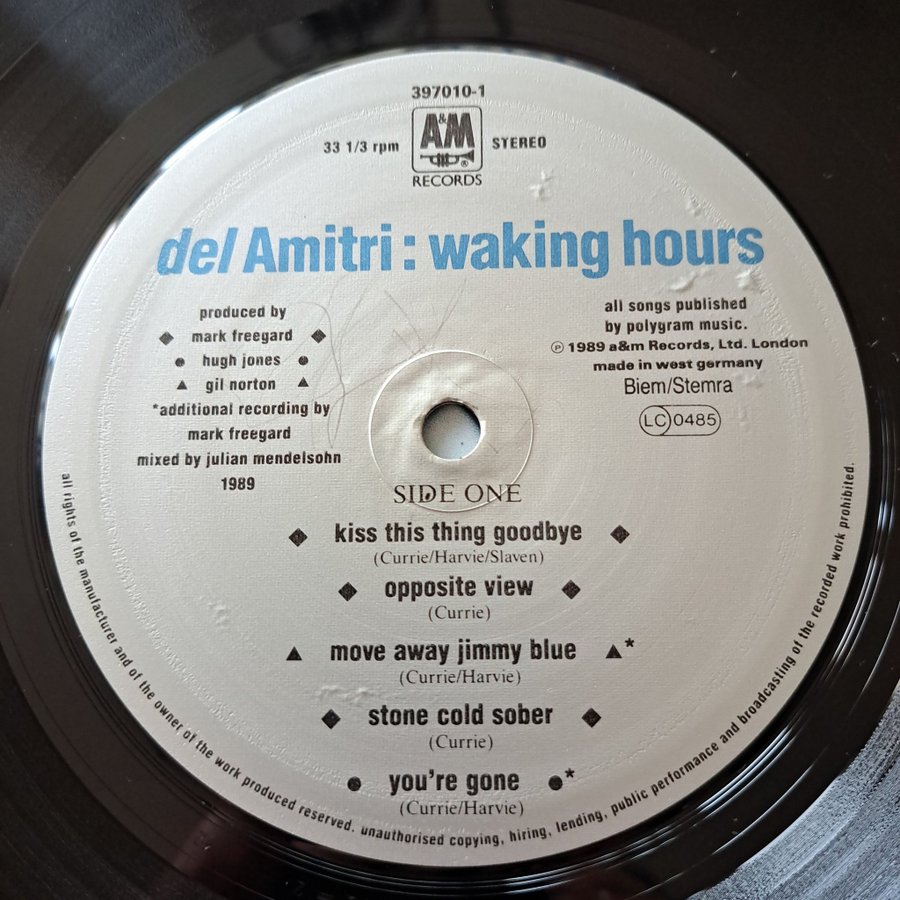 397010-1
33 1/3 rpm
A&M
®
RECORDS
STEREO
del Amitri : waking hours
produced by
mark freegard
hugh jones
gil norton
*additional recording by
mark freegard
mixed by julian mendelsohn
1989
all songs published
by polygram music.
℗ 1989 a&m Records, Ltd. London
made in west germany
Biem/Stemra
LC 0485
SIDE ONE
kiss this thing goodbye
(Currie/Harvie/Slaven)
opposite view
(Currie)
move away jimmy blue *
(Currie/Harvie)
stone cold sober
(Currie)
you're gone *
(Currie/Harvie)
all rights of the manufacturer and of the owner of the work produced reserved. unauthorised copying, hiring, lending, public performance and broadcasting of the recorded work prohibited.